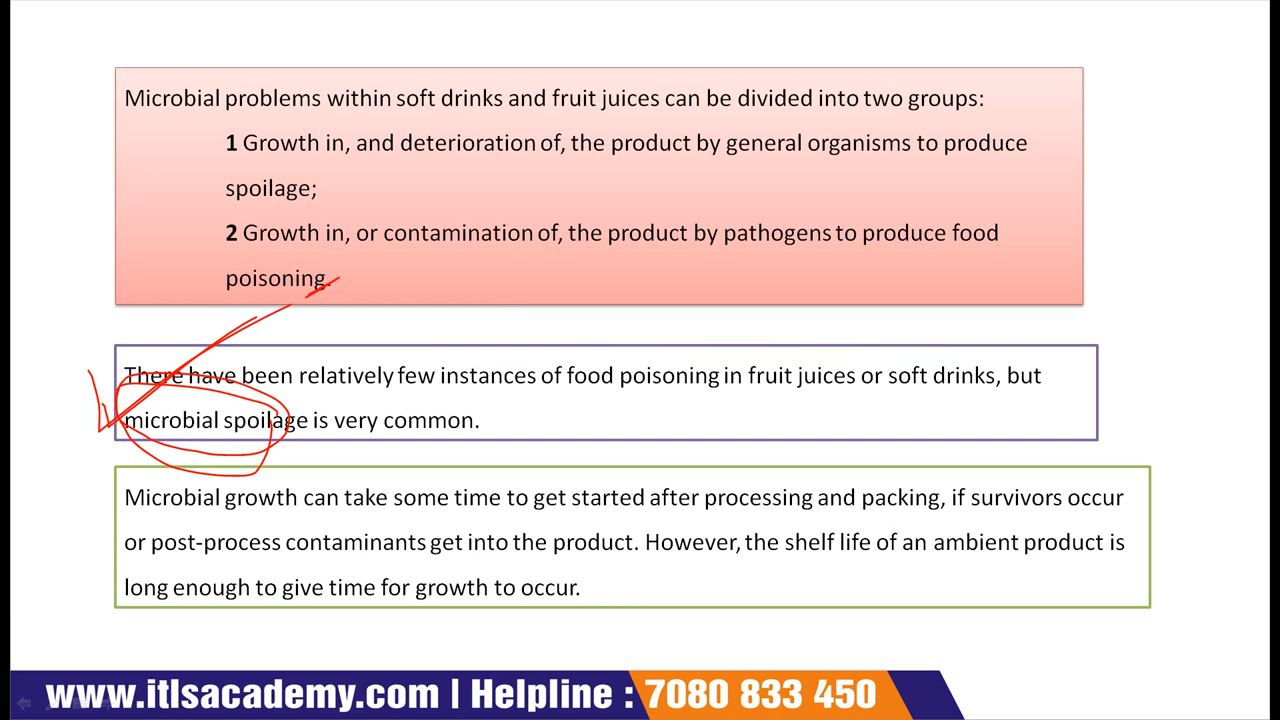 Microbial problems within soft drinks and fruit juices can be divided into two groups:
1 Growth in, and deterioration of, the product by general organisms to produce
spoilage;
2 Growth in, or contamination of, the product by pathogens to produce food
poisoning.
There have been relatively few instances of food poisoning in fruit juices or soft drinks, but
microbial spoilage is very common.
Microbial growth can take some time to get started after processing and packing, if survivors occur
or post-process contaminants get into the product. However, the shelf life of an ambient product is
long enough to give time for growth to occur.
www.itlsacademy.com | Helpline : 7080 833 450